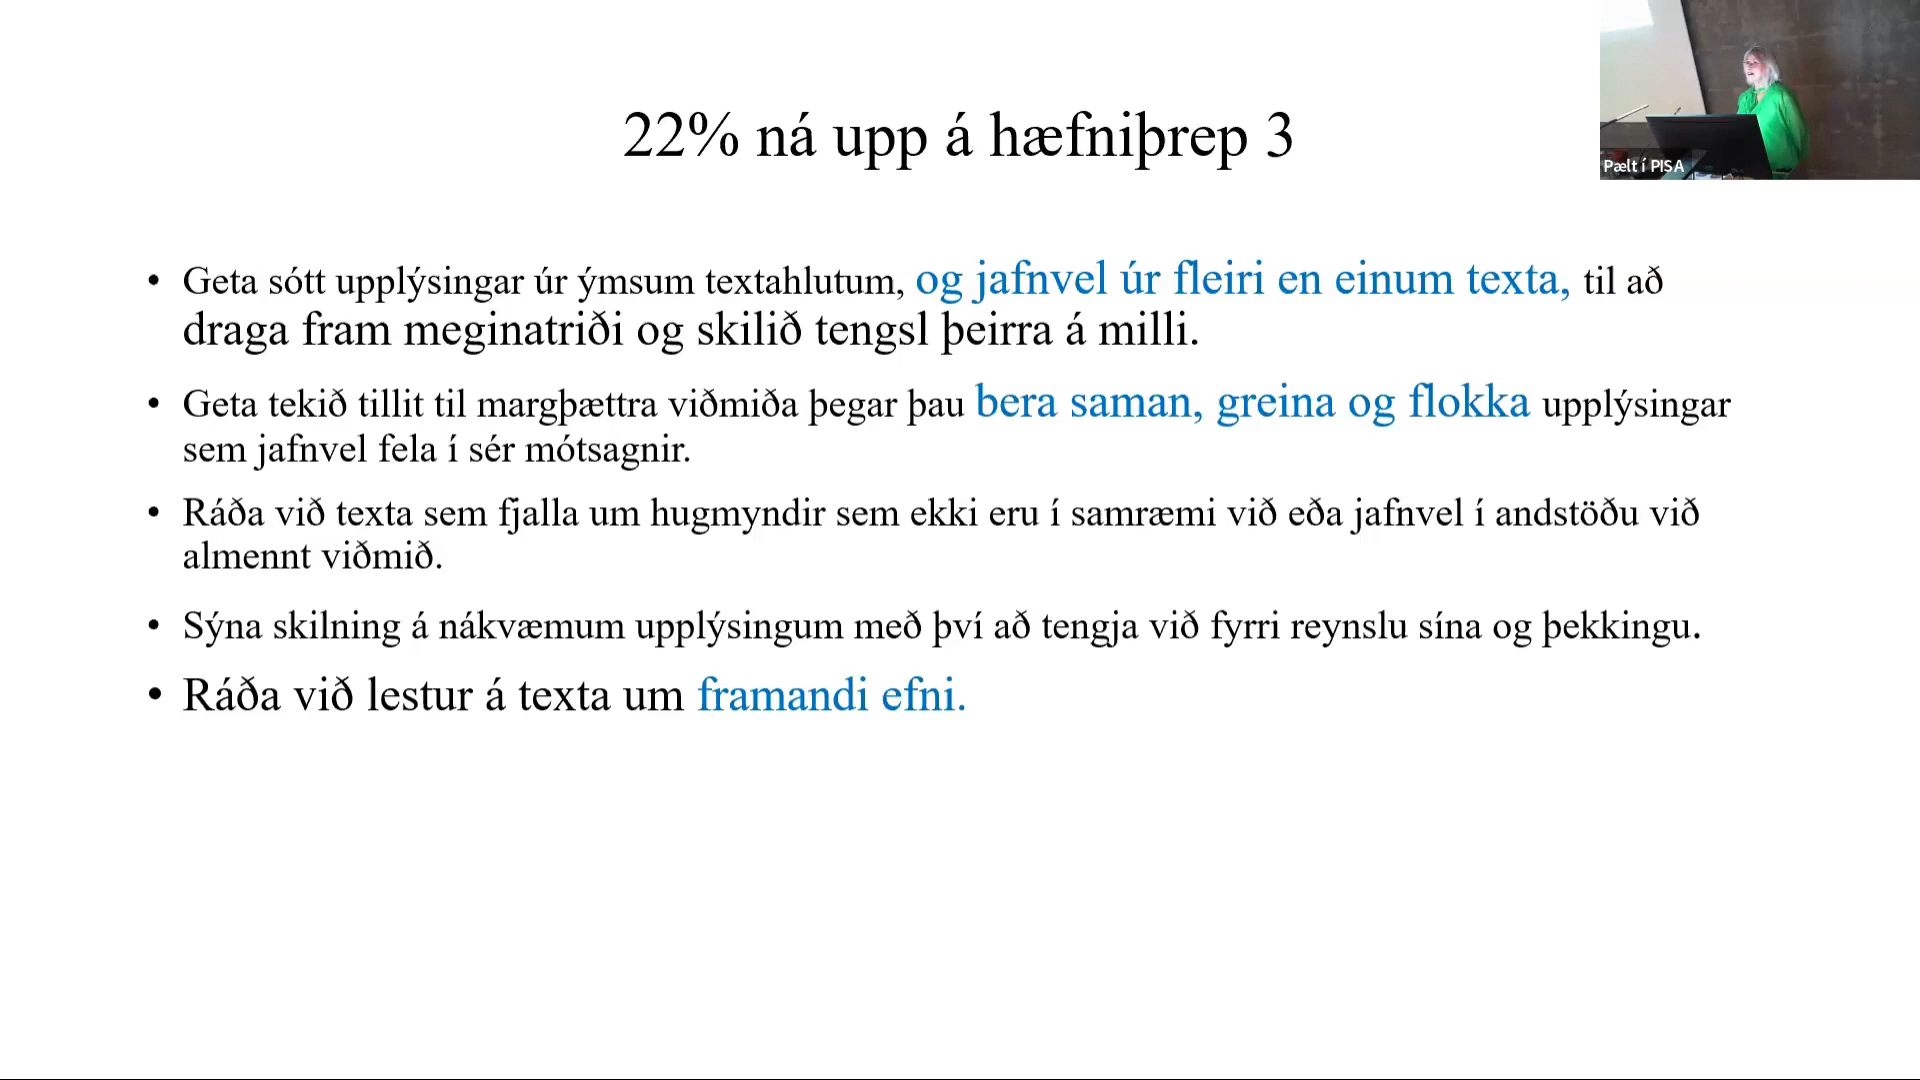 22% ná upp á hæfniþrep 3
Pælt í PISA
• Geta sótt upplýsingar úr ýmsum textahlutum, og jafnvel úr fleiri en einum texta, til að
draga fram meginatriði og skilið tengsl þeirra á milli.
• Geta tekið tillit til margþættra viðmiða þegar þau bera saman, greina og flokka upplýsingar
sem jafnvel fela í sér mótsagnir.
• Ráða við texta sem fjalla um hugmyndir sem ekki eru í samræmi við eða jafnvel í andstöðu við
almennt viðmið.
• Sýna skilning á nákvæmum upplýsingum með því að tengja við fyrri reynslu sína og þekkingu.
• Ráða við lestur á texta um framandi efni.